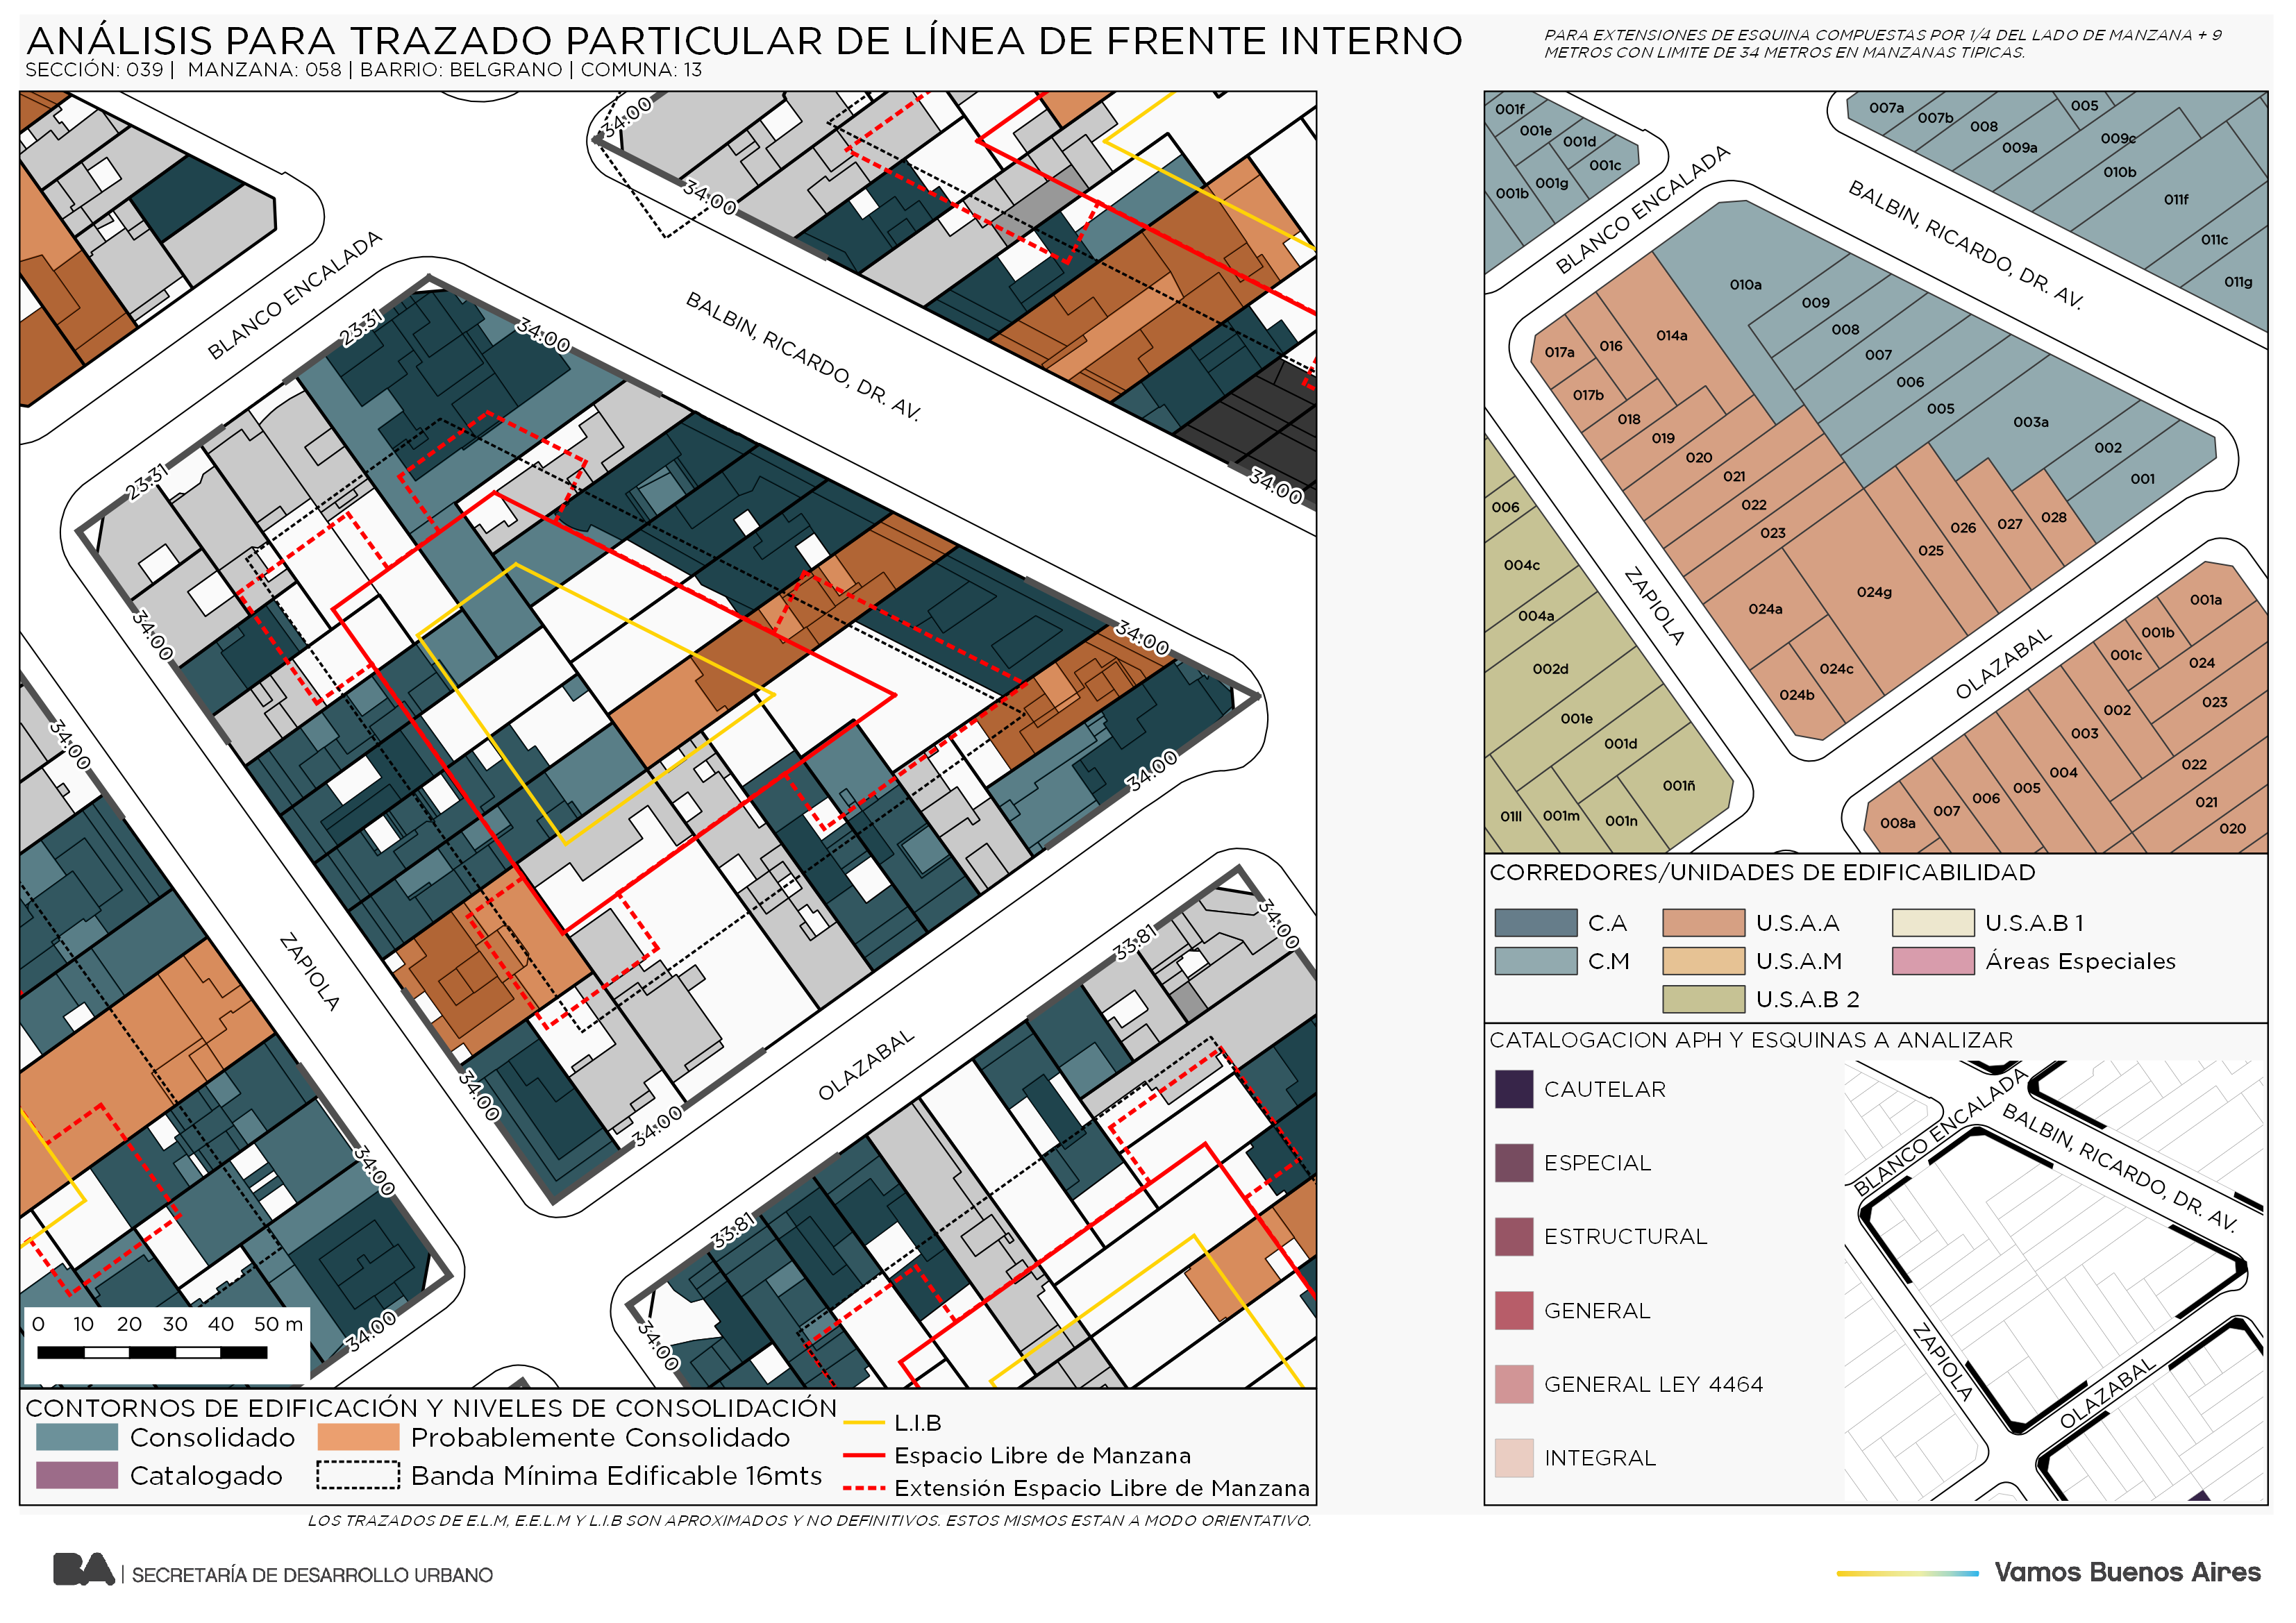 ANÁLISIS PARA TRAZADO PARTICULAR DE LÍNEA DE FRENTE INTERNO
SECCIÓN: 039 | MANZANA: 058 | BARRIO: BELGRANO | COMUNA: 13
PARA EXTENSIONES DE ESQUINA COMPUESTAS POR 1/4 DEL LADO DE MANZANA + 9
METROS CON LIMITE DE 34 METROS EN MANZANAS TIPICAS.
34:00
34:00
BLANCO ENCALADA
23:31
34:00
BALBIN, RICARDO, DR. AV.
34:00
23:31
34:00
34:00
34:00
34:00
ZAPIOLA
34:00
34:00
OLAZABAL
33:81
34:00
34:00
33:81
34:00
34:00
0 10 20 30 40 50 m
CONTORNOS DE EDIFICACIÓN Y NIVELES DE CONSOLIDACIÓN
Consolidado
Probablemente Consolidado
Catalogado
Banda Mínima Edificable 16mts
L.I.B
Espacio Libre de Manzana
Extensión Espacio Libre de Manzana
LOS TRAZADOS DE E.L.M, E.E.L.M Y L.I.B SON APROXIMADOS Y NO DEFINITIVOS. ESTOS MISMOS ESTAN A MODO ORIENTATIVO.
001f
001e
001d
001c
001b
001g
007a
007b
008
005
009a
009c
010b
011f
011c
011g
BLANCO ENCALADA
BALBIN, RICARDO, DR. AV.
010a
009
008
007
006
005
003a
002
001
017a
016
014a
017b
018
019
020
021
022
023
024a
024g
024b
024c
025
026
027
028
ZAPIOLA
OLAZABAL
006
004c
004a
002d
001e
001d
001ñ
01ll
001m
001n
001a
001b
001c
024
023
002
003
022
004
021
005
020
006
007
008a
CORREDORES/UNIDADES DE EDIFICABILIDAD
C.A
U.S.A.A
U.S.A.B 1
C.M
U.S.A.M
Áreas Especiales
U.S.A.B 2
CATALOGACION APH Y ESQUINAS A ANALIZAR
CAUTELAR
ESPECIAL
ESTRUCTURAL
GENERAL
GENERAL LEY 4464
INTEGRAL
BLANCO ENCALADA
BALBIN, RICARDO, DR. AV.
ZAPIOLA
OLAZABAL
BA | SECRETARÍA DE DESARROLLO URBANO
Vamos Buenos Aires